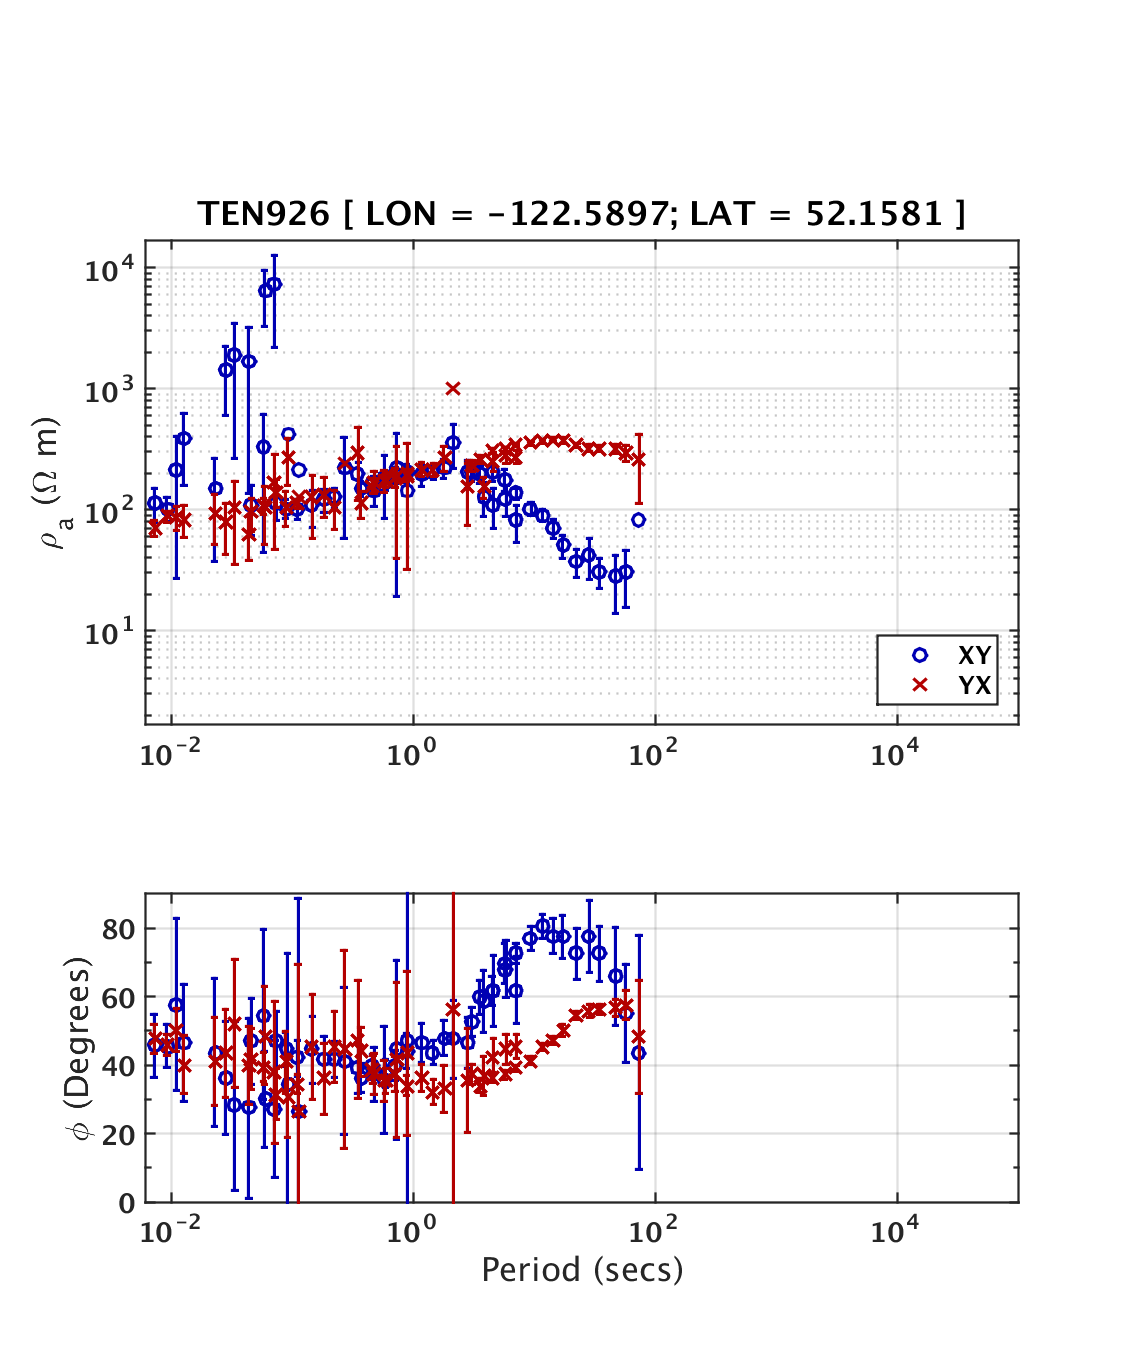 TEN926 [ LON = -122.5897; LAT = 52.1581 ]
ρa (Ω m)
10^4
10^3
10^2
10^1
XY
YX
10^-2 10^0 10^2 10^4
ϕ (Degrees)
80
60
40
20
0
10^-2 10^0 10^2 10^4
Period (secs)